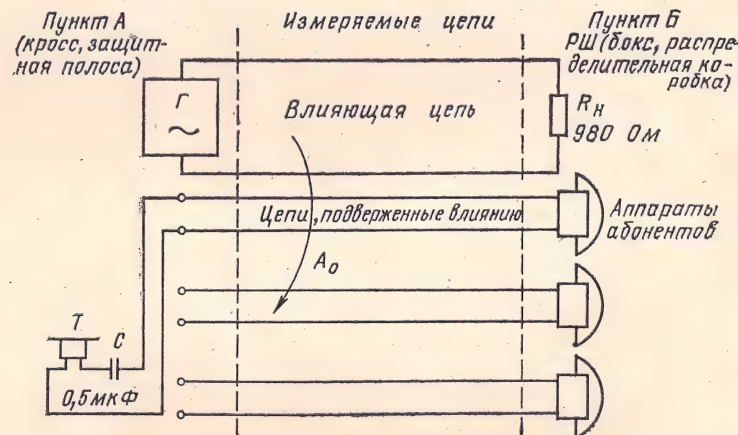 Пункт А
(кросс, защит-
ная полоса)
Измеряемые цепи
Пункт Б
РШ (бокс, распре-
делительная ко-
робка)
Г
~
Влияющая цепь
Rн
980 Ом
Цепи, подверженные влиянию
Аппараты
абонентов
A₀
Т
С
0,5 мкФ